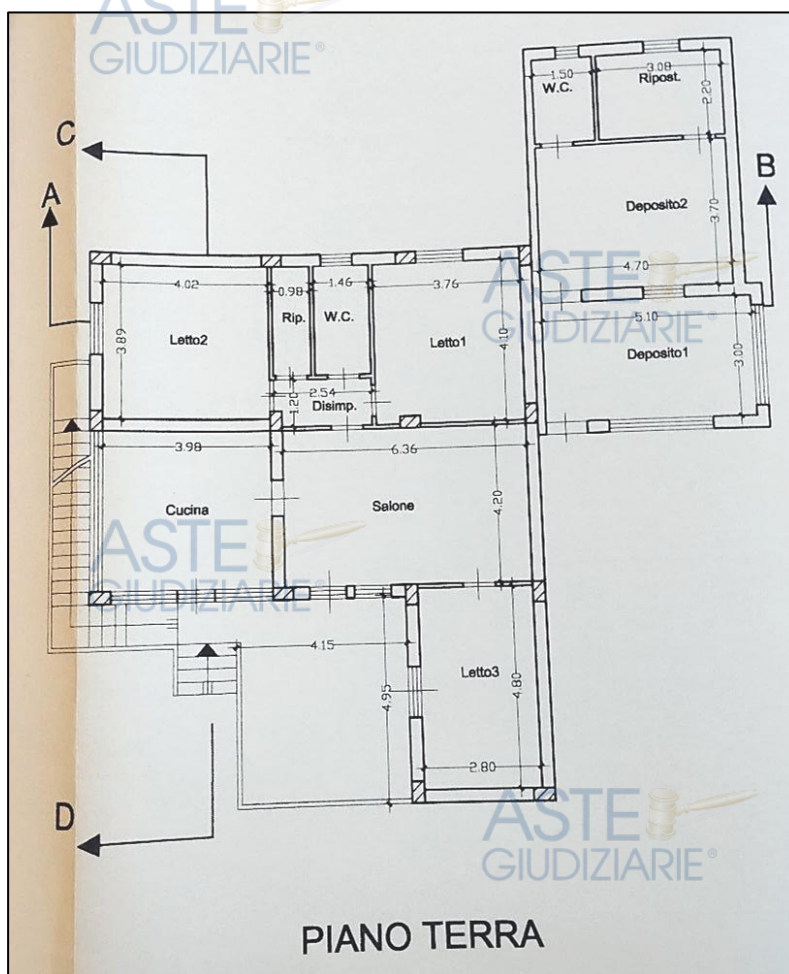 ASTE
GIUDIZIARIE®
1.50
W.C.
3.08
Ripost.
2.20
C
A
B
Deposito2
3.70
4.70
4.02
0.98
1.46
3.76
ASTE
GIUDIZIARIE®
5.10
Rip.
W.C.
Letto2
Letto1
3.89
4.10
Deposito1
3.00
2.54
1.20
Disimp.
3.98
6.36
Cucina
Salone
4.20
ASTE
GIUDIZIARIE®
4.15
Letto3
4.95
4.80
2.80
D
ASTE
GIUDIZIARIE®
PIANO TERRA